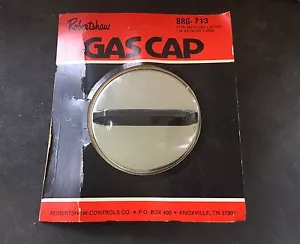 Robertshaw
BRG-713
GAS CAP
ROBERTSHAW CONTROLS CO. • P.O. BOX 400 • KNOXVILLE, TN 37901